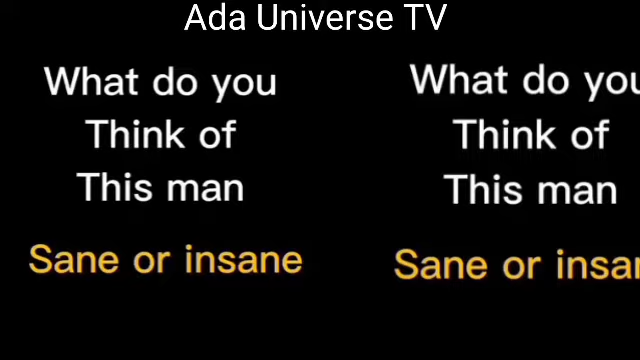 Ada Universe TV
What do you
Think of
This man
Sane or insane
What do you
Think of
This man
Sane or insan